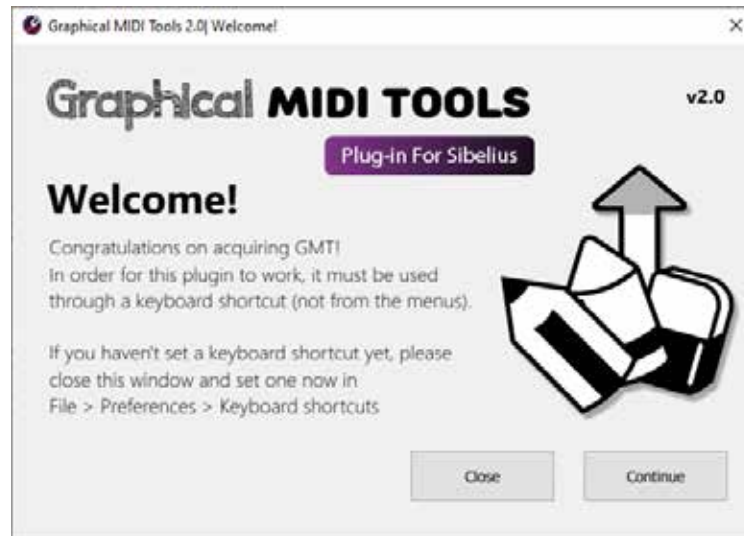 Graphical MIDI Tools 2.0| Welcome!
Graphical MIDI TOOLS
v2.0
Plug-in For Sibelius
Welcome!
Congratulations on acquiring GMT!
In order for this plugin to work, it must be used
through a keyboard shortcut (not from the menus).
If you haven't set a keyboard shortcut yet, please
close this window and set one now in
File > Preferences > Keyboard shortcuts
Close
Continue